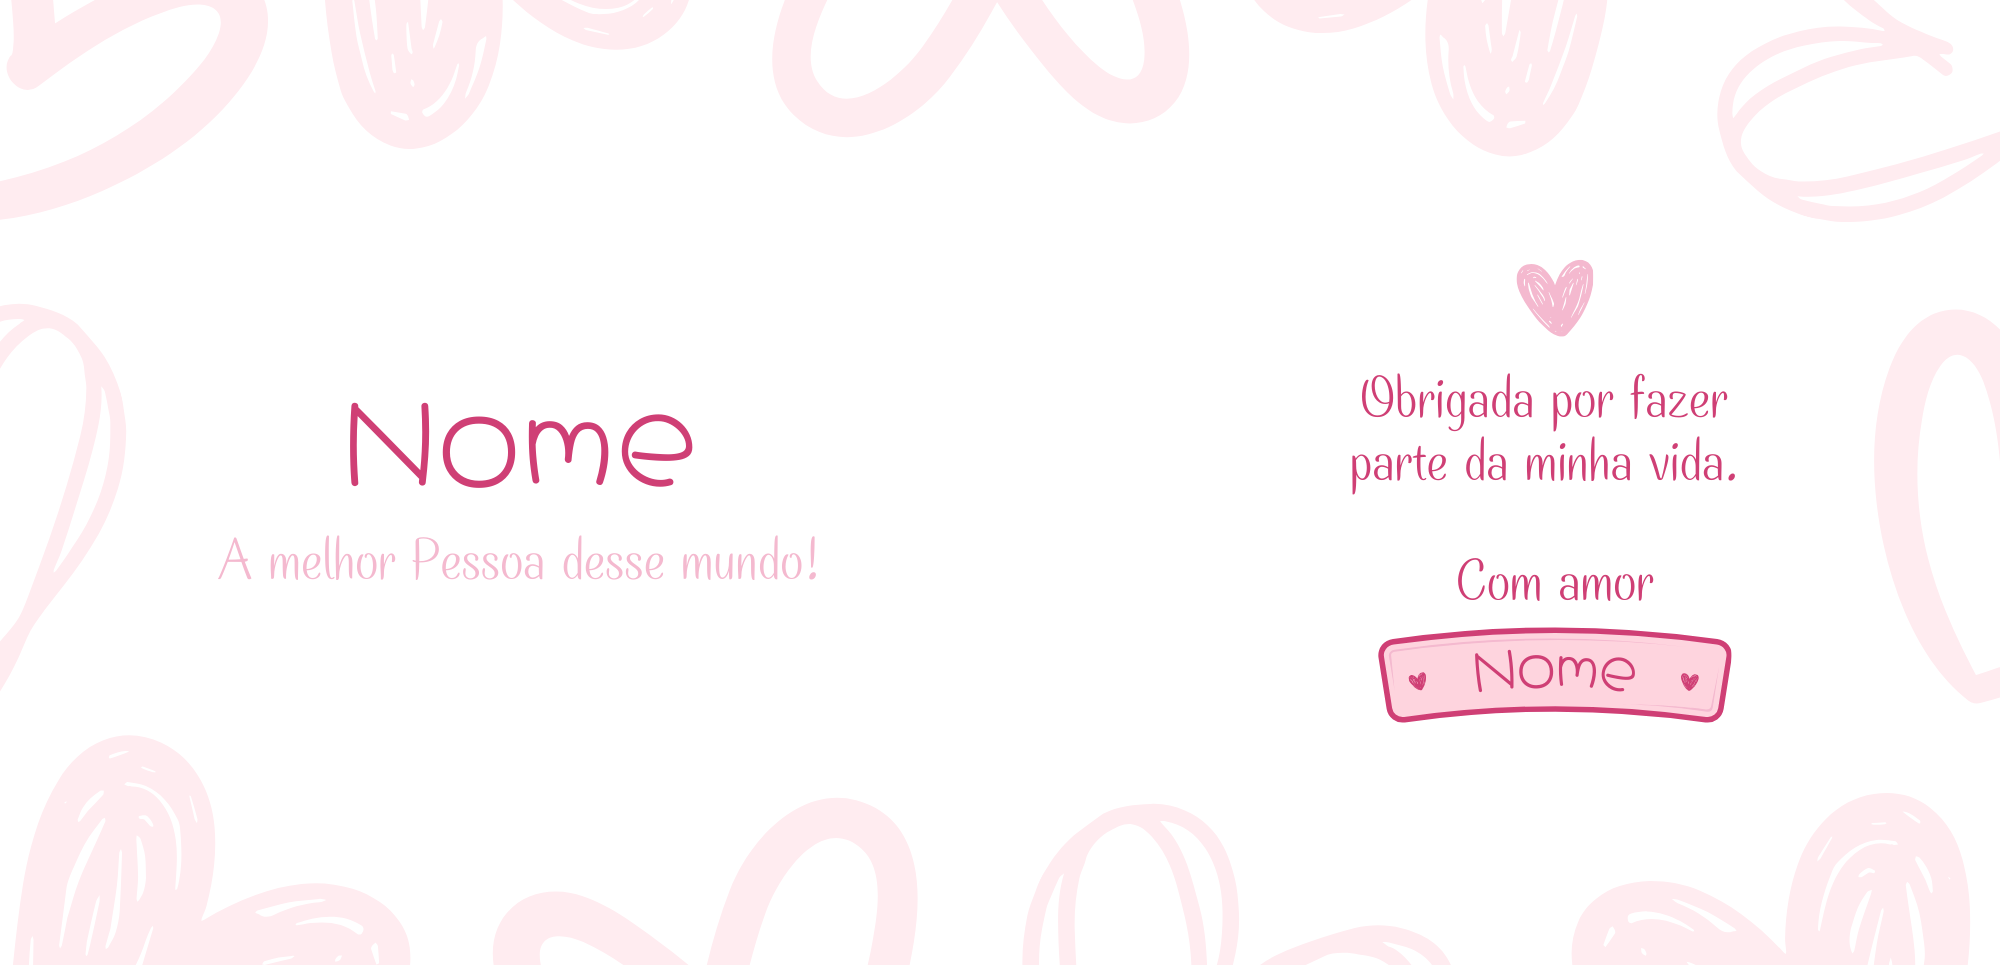 Nome
A melhor Pessoa desse mundo!
Obrigada por fazer
parte da minha vida.
Com amor
Nome